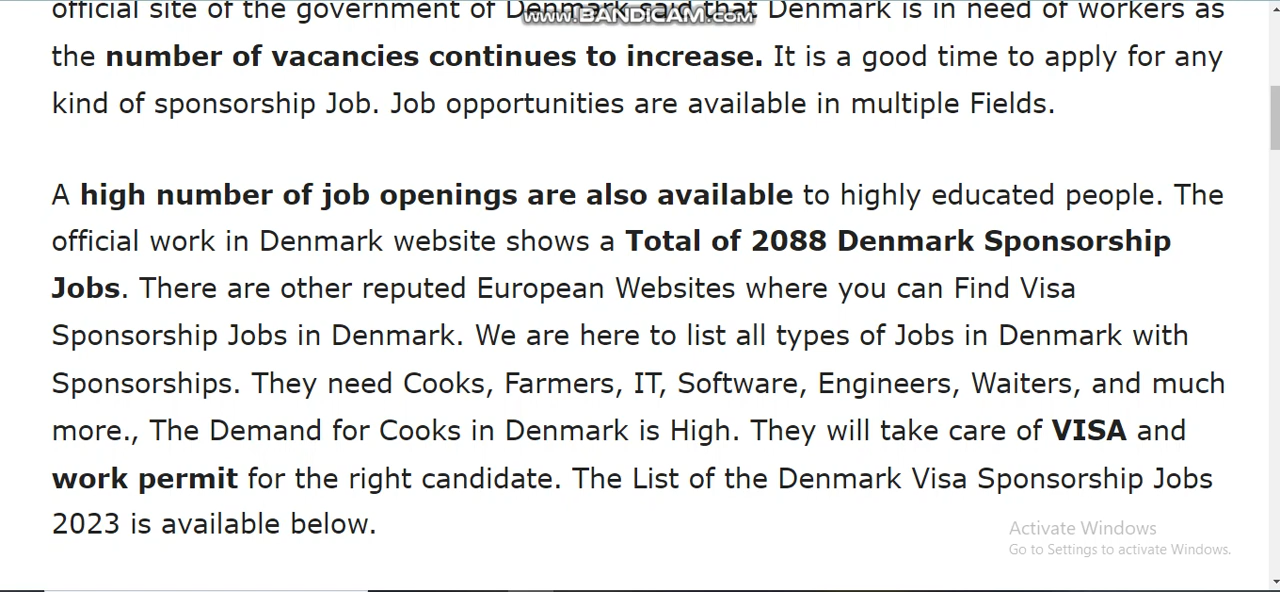 official site of the government of Denmark said that Denmark is in need of workers as
www.BANDICAM.com
the number of vacancies continues to increase. It is a good time to apply for any
kind of sponsorship Job. Job opportunities are available in multiple Fields.
A high number of job openings are also available to highly educated people. The
official work in Denmark website shows a Total of 2088 Denmark Sponsorship
Jobs. There are other reputed European Websites where you can Find Visa
Sponsorship Jobs in Denmark. We are here to list all types of Jobs in Denmark with
Sponsorships. They need Cooks, Farmers, IT, Software, Engineers, Waiters, and much
more., The Demand for Cooks in Denmark is High. They will take care of VISA and
work permit for the right candidate. The List of the Denmark Visa Sponsorship Jobs
2023 is available below.
Activate Windows
Go to Settings to activate Windows.